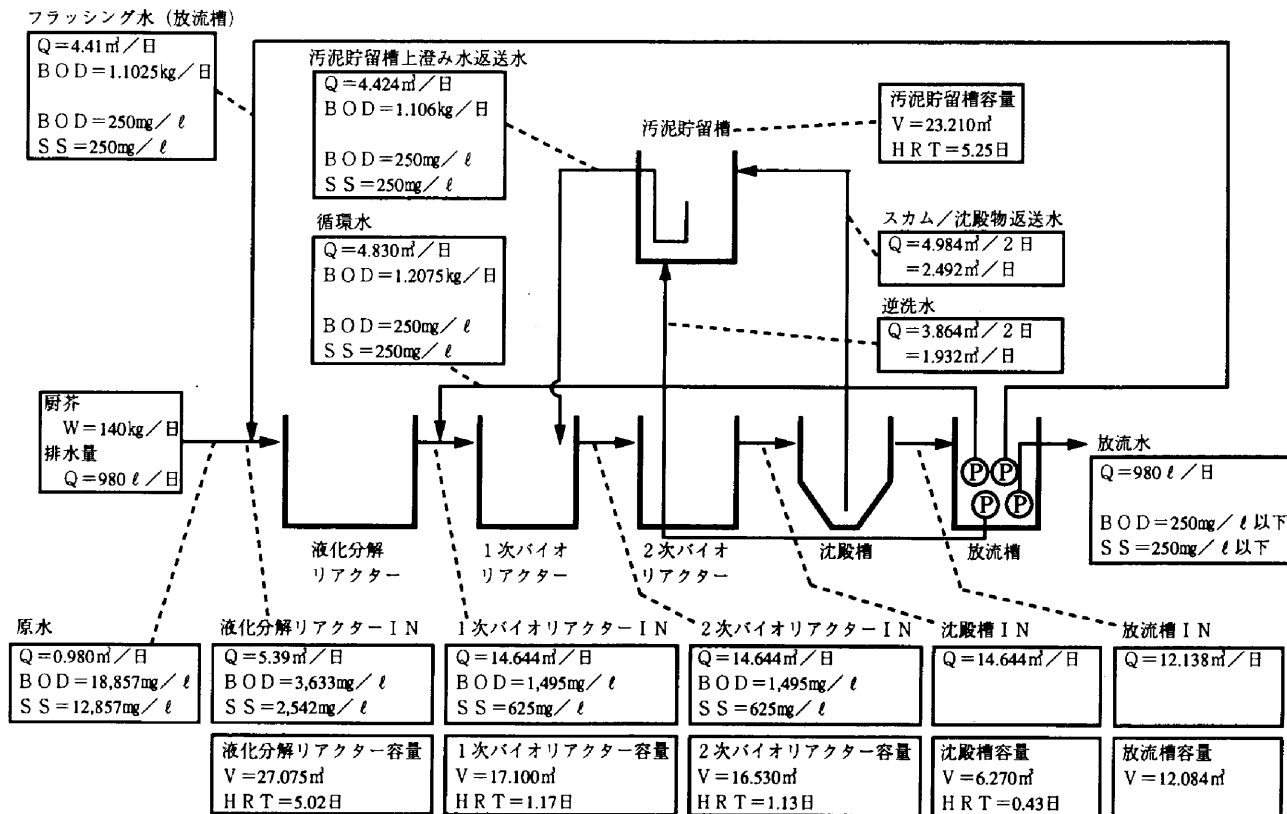 フラッシング水（放流槽）
Q＝4.41㎥／日
BOD＝1.1025kg／日
BOD＝250mg／ℓ
SS＝250mg／ℓ
汚泥貯留槽上澄み水返送水
Q＝4.424㎥／日
BOD＝1.106kg／日
BOD＝250mg／ℓ
SS＝250mg／ℓ
汚泥貯留槽
汚泥貯留槽容量
V＝23.210㎥
HRT＝5.25日
循環水
Q＝4.830㎥／日
BOD＝1.2075kg／日
BOD＝250mg／ℓ
SS＝250mg／ℓ
スカム／沈殿物返送水
Q＝4.984㎥／2日
＝2.492㎥／日
逆洗水
Q＝3.864㎥／2日
＝1.932㎥／日
厨芥
W＝140kg／日
排水量
Q＝980ℓ／日
P P
P P
放流水
Q＝980ℓ／日
BOD＝250mg／ℓ以下
SS＝250mg／ℓ以下
液化分解
リアクター
1次バイオ
リアクター
2次バイオ
リアクター
沈殿槽
放流槽
原水
Q＝0.980㎥／日
BOD＝18,857mg／ℓ
SS＝12,857mg／ℓ
液化分解リアクターIN
Q＝5.39㎥／日
BOD＝3,633mg／ℓ
SS＝2,542mg／ℓ
1次バイオリアクターIN
Q＝14.644㎥／日
BOD＝1,495mg／ℓ
SS＝625mg／ℓ
2次バイオリアクターIN
Q＝14.644㎥／日
BOD＝1,495mg／ℓ
SS＝625mg／ℓ
沈殿槽IN
Q＝14.644㎥／日
放流槽IN
Q＝12.138㎥／日
液化分解リアクター容量
V＝27.075㎥
HRT＝5.02日
1次バイオリアクター容量
V＝17.100㎥
HRT＝1.17日
2次バイオリアクター容量
V＝16.530㎥
HRT＝1.13日
沈殿槽容量
V＝6.270㎥
HRT＝0.43日
放流槽容量
V＝12.084㎥